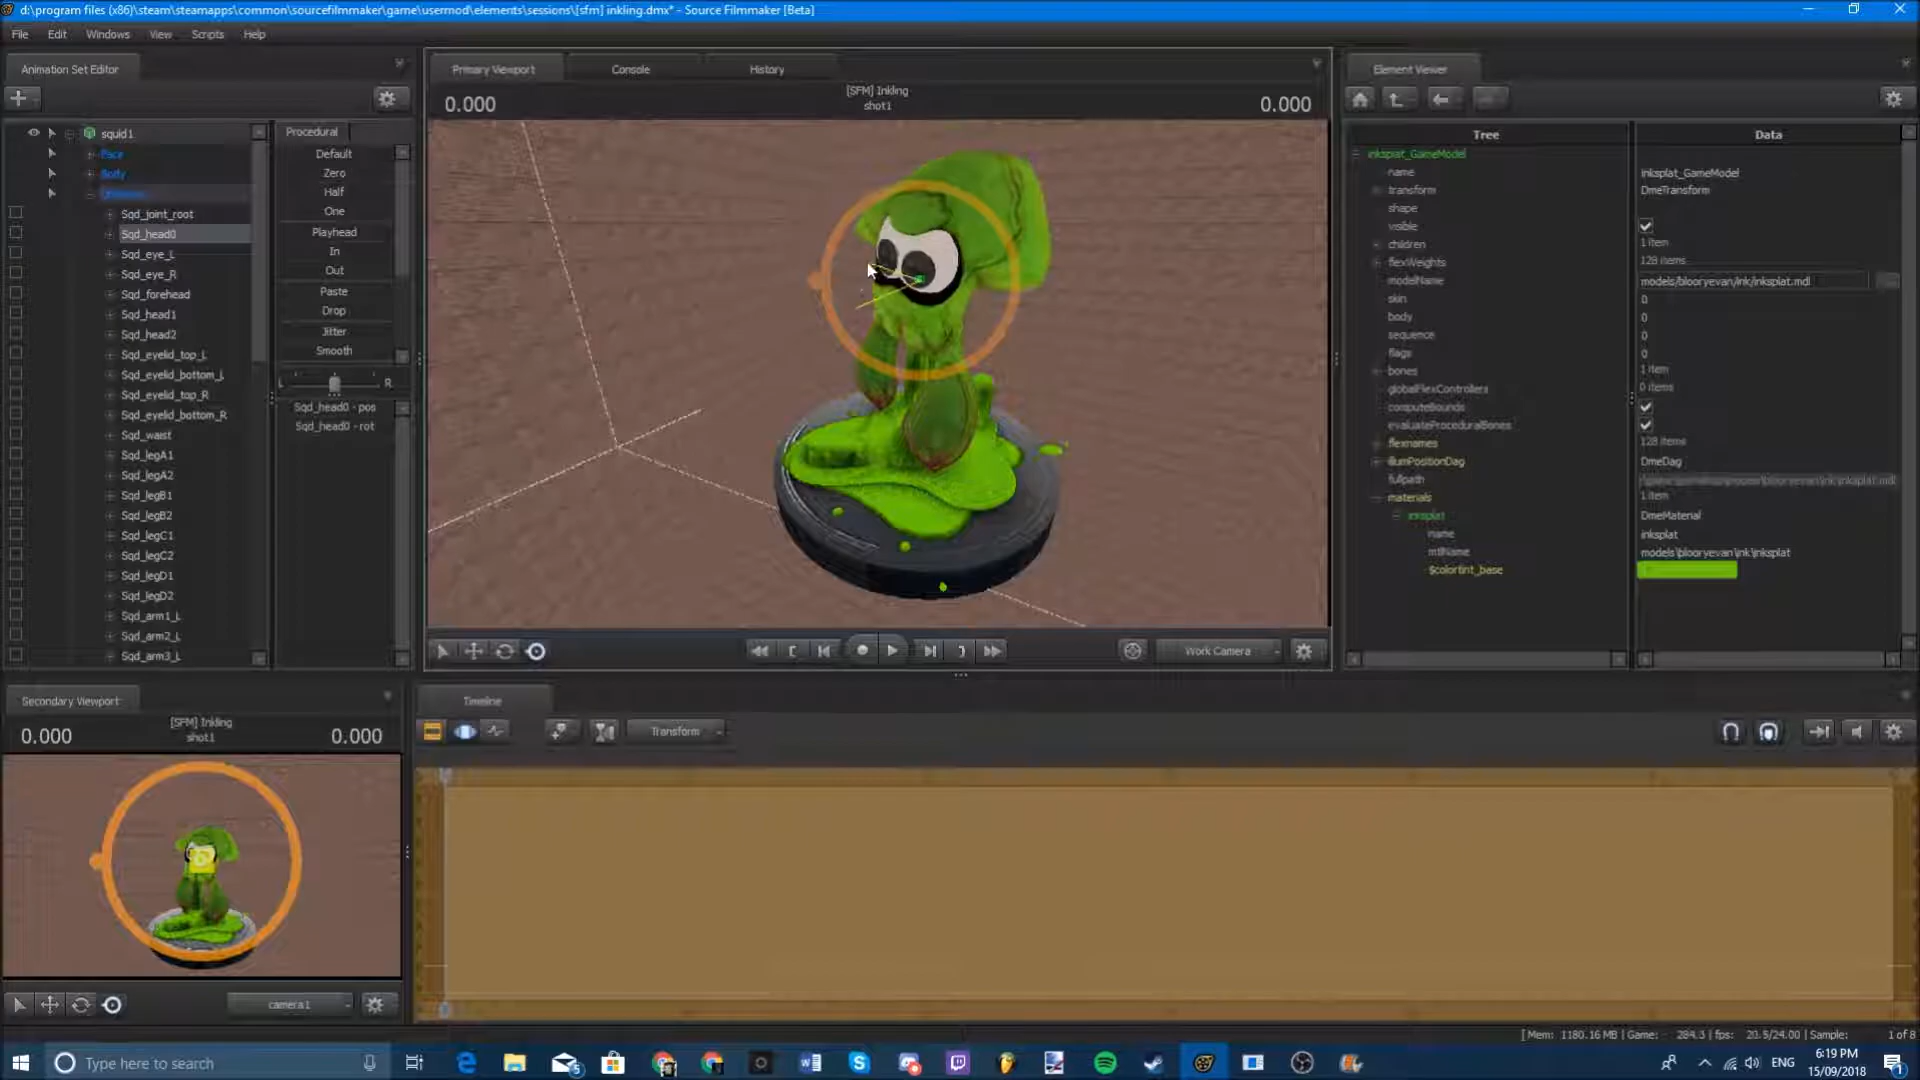 d:\program files (x86)\steam\steamapps\common\sourcefilmmaker\game\usermod\elements\sessions\[sfm] inkling.dmx* - Source Filmmaker [Beta]
File Edit Windows View Scripts Help
Animation Set Editor
squid1
Face
Body
Unknown
Sqd_joint_root
Sqd_head0
Sqd_eye_L
Sqd_eye_R
Sqd_forehead
Sqd_head1
Sqd_head2
Sqd_eyelid_top_L
Sqd_eyelid_bottom_L
Sqd_eyelid_top_R
Sqd_eyelid_bottom_R
Sqd_waist
Sqd_legA1
Sqd_legA2
Sqd_legB1
Sqd_legB2
Sqd_legC1
Sqd_legC2
Sqd_legD1
Sqd_legD2
Sqd_arm1_L
Sqd_arm2_L
Sqd_arm3_L
Procedural
Default
Zero
Half
One
Playhead
In
Out
Paste
Drop
Jitter
Smooth
L R
Sqd_head0 - pos
Sqd_head0 - rot
Primary Viewport Console History
0.000 [SFM] Inkling 0.000
shot1
Work Camera
Element Viewer
Tree Data
inksplat_GameModel
name inksplat_GameModel
transform DmeTransform
shape
visible
children 1 item
flexWeights 128 items
modelName models/blooryevan/ink/inksplat.mdl
skin 0
body 0
sequence 0
flags 0
bones 1 item
globalFlexControllers 0 items
computeBounds
evaluateProceduralBones
flexnames 128 items
illumPositionDag DmeDag
fullpath
materials 1 item
inksplat DmeMaterial
name inksplat
mtlName models\blooryevan\ink\inksplat
$colortint_base
Secondary Viewport
0.000 [SFM] Inkling 0.000
shot1
camera1
Timeline
Transform
[ Mem: 1180.16 MB | Game: 284.3 | fps: 20.5/24.00 | Sample: 1 of 8
Type here to search
ENG
6:19 PM
15/09/2018